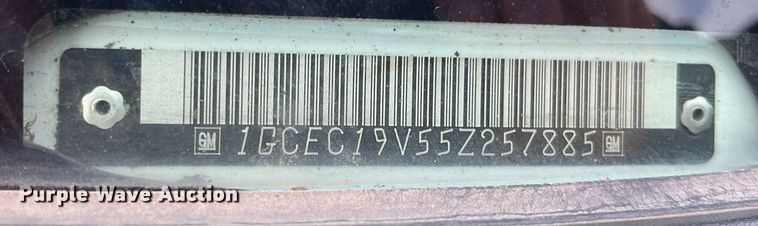 GM 1GCEC19V55Z257885 GM
Purple Wave Auction